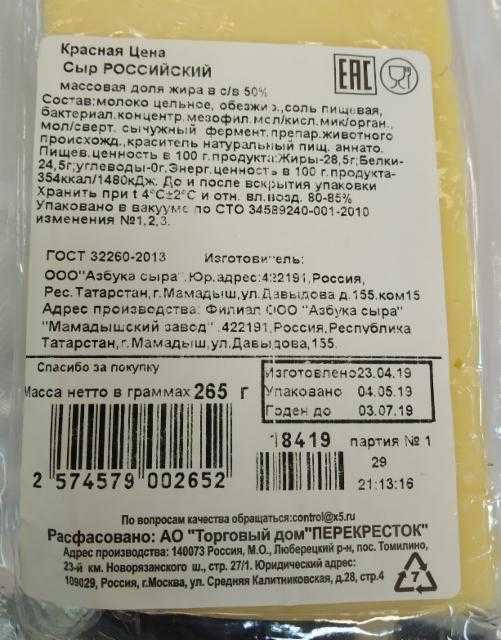 Красная Цена
Сыр РОССИЙСКИЙ
массовая доля жира в с/в 50%
EAC
Состав:молоко цельное, обезжир.,соль пищевая,
бактериал.концентр.мезофил.мол/кисл.мик/орган.,
мол/сверт. сычужный фермент.препар.животного
происхожд.,краситель натуральный пищ. аннато.
Пищев.ценность в 100 г.продукта:Жиры-28,5г;Белки-
24,5г;углеводы-0г.Энерг.ценность в 100 г.продукта-
354ккал/1480кДж. До и после вскрытия упаковки
Хранить при t 4°С±2°С и отн. вл.возд. 80-85%
Упаковано в вакууме по СТО 34589240-001-2010
изменения №1,2,3.
ГОСТ 32260-2013 Изготовитель:
ООО"Азбука сыра".Юр.адрес:422191,Россия,
Рес.Татарстан,г.Мамадыш,ул.Давыдова д.155.ком15
Адрес производства: Филиал ООО "Азбука сыра"
"Мамадышский завод" .422191,Россия,Республика
Татарстан,г.Мамадыш,ул.Давыдова,155.
Спасибо за покупку
Масса нетто в граммах 265 г
Изготовлено23.04.19
Упаковано 04.05.19
Годен до 03.07.19
18419 партия № 1
29
21:13:16
2 574579 002652
По вопросам качества обращаться:control@x5.ru
Расфасовано: АО "Торговый дом"ПЕРЕКРЕСТОК"
Адрес производства: 140073 Россия, М.О., Люберецкий р-н, пос. Томилино,
23-й км. Новорязанского ш., стр. 27/1. Юридический адрес:
109029, Россия, г.Москва, ул. Средняя Калитниковская, д.28, стр.4
7